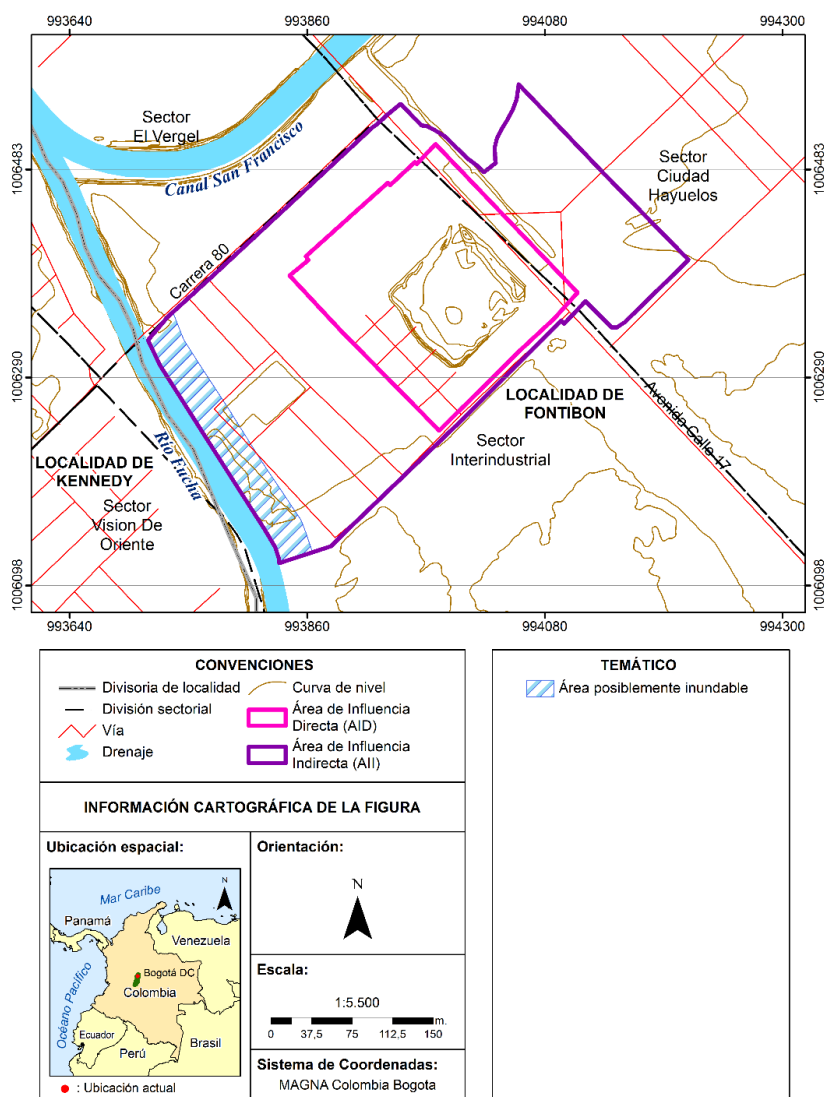 993640
993860
994080
994300
Sector
El Vergel
Canal San Francisco
1006483
1006483
Sector
Ciudad
Hayuelos
Carrera 80
1006290
1006290
LOCALIDAD DE
FONTIBON
Avenida Calle 17
Sector
Interindustrial
Río Fucha
LOCALIDAD DE
KENNEDY
Sector
Vision De
Oriente
1006098
1006098
993640
993860
994080
994300
CONVENCIONES
Divisoria de localidad
División sectorial
Vía
Drenaje
Curva de nivel
Área de Influencia
Directa (AID)
Área de Influencia
Indirecta (AII)
TEMÁTICO
Área posiblemente inundable
INFORMACIÓN CARTOGRÁFICA DE LA FIGURA
Ubicación espacial:
Mar Caribe
N
Panamá
Venezuela
Bogotá DC
Colombia
Océano Pacífico
Ecuador
Perú
Brasil
: Ubicación actual
Orientación:
N
Escala:
1:5.500
m.
0 37,5 75 112,5 150
Sistema de Coordenadas:
MAGNA Colombia Bogota